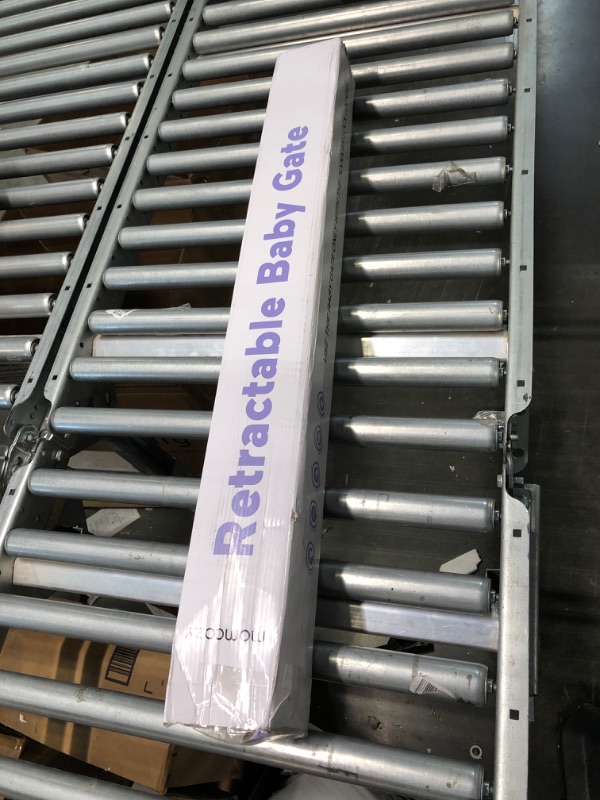 Retractable Baby Gate
momcozy